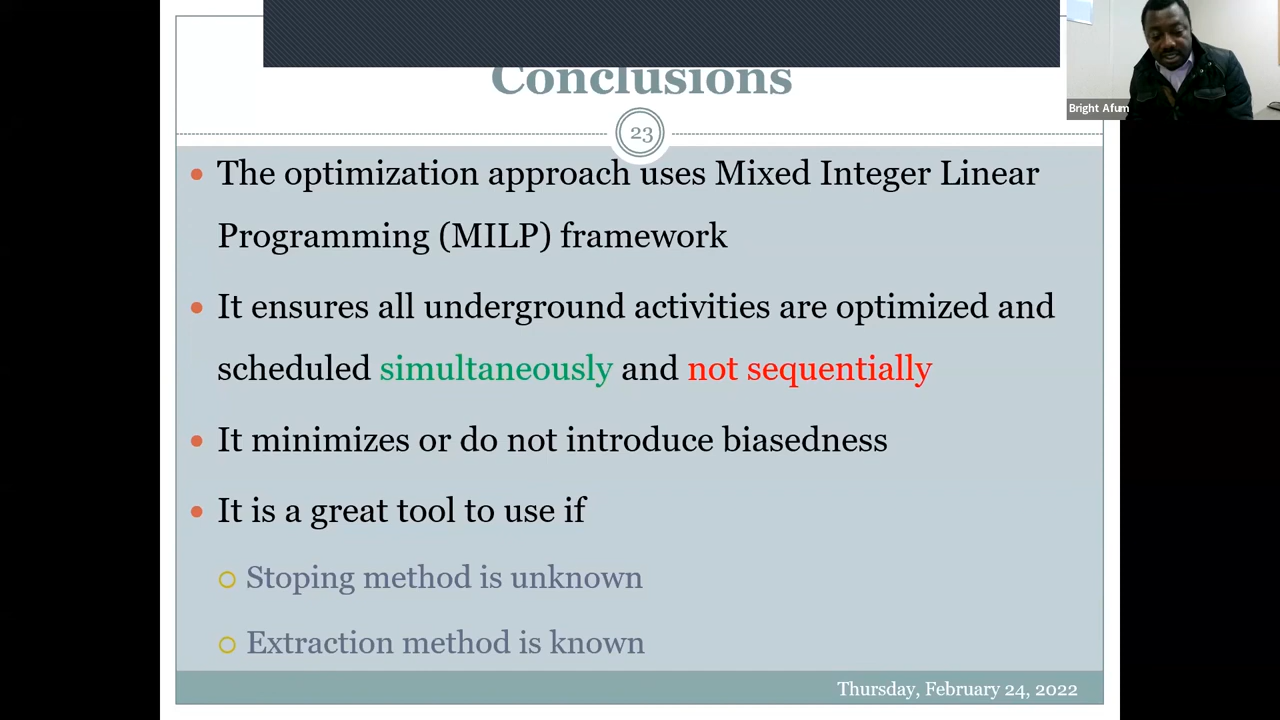 Conclusions
23
The optimization approach uses Mixed Integer Linear
Programming (MILP) framework
It ensures all underground activities are optimized and
scheduled simultaneously and not sequentially
It minimizes or do not introduce biasedness
It is a great tool to use if
Stoping method is unknown
Extraction method is known
Thursday, February 24, 2022
Bright Afum